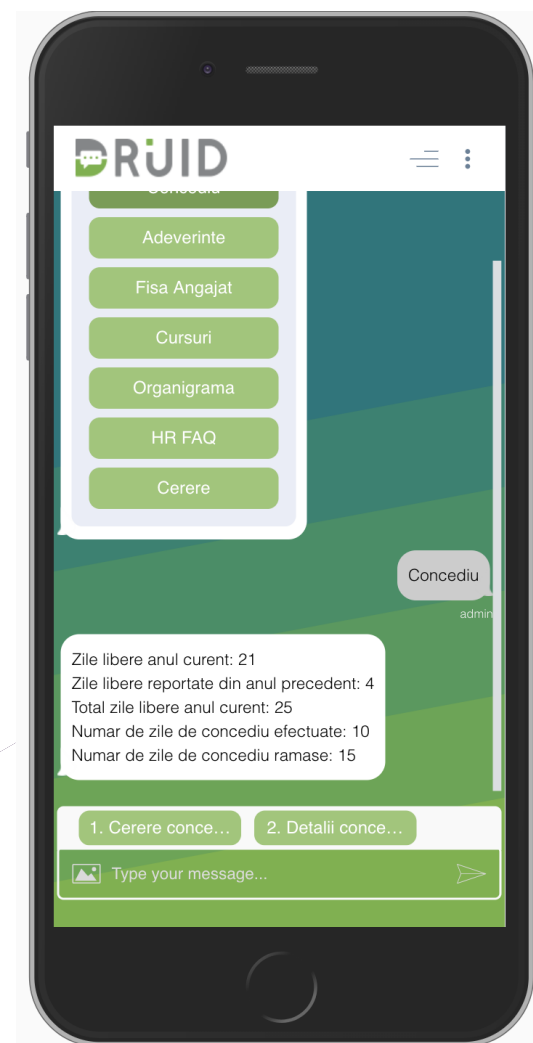 DRUID
Concediu
Adeverinte
Fisa Angajat
Cursuri
Organigrama
HR FAQ
Cerere
Concediu
admin
Zile libere anul curent: 21
Zile libere reportate din anul precedent: 4
Total zile libere anul curent: 25
Numar de zile de concediu efectuate: 10
Numar de zile de concediu ramase: 15
1. Cerere conce...
2. Detalii conce...
Type your message...